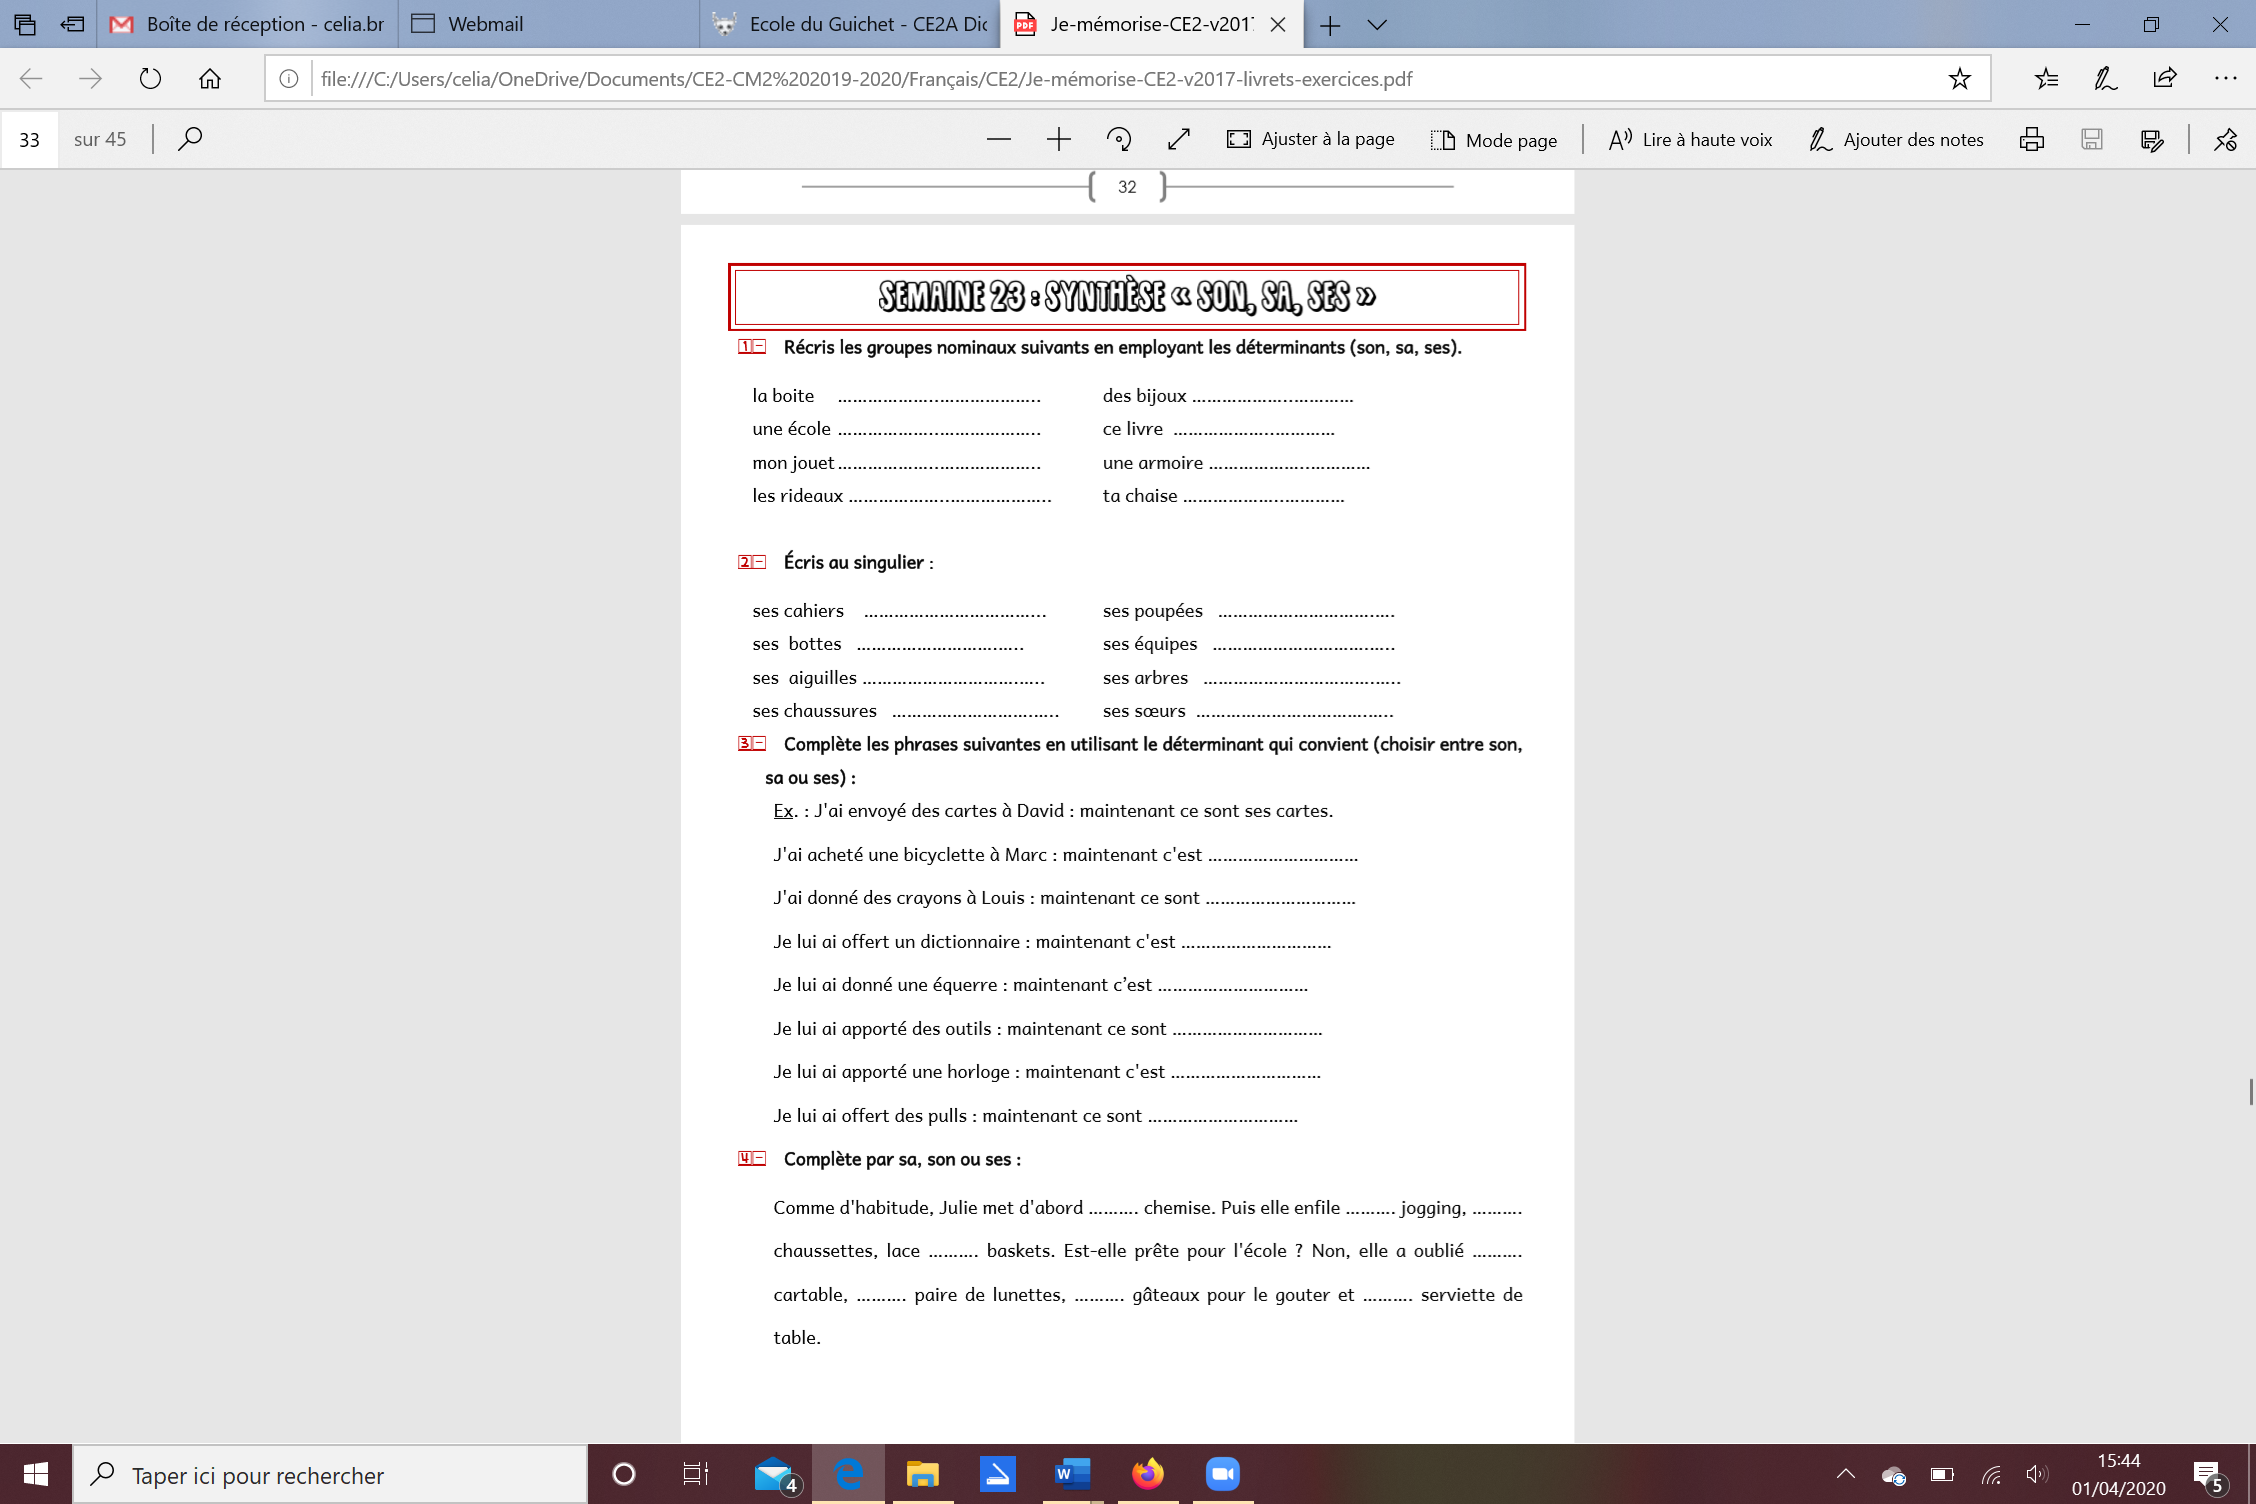 Boîte de réception - celia.br
Webmail
Ecole du Guichet - CE2A Dic
Je-mémorise-CE2-v2017
file:///C:/Users/celia/OneDrive/Documents/CE2-CM2%202019-2020/Français/CE2/Je-mémorise-CE2-v2017-livrets-exercices.pdf
33 sur 45 Ajuster à la page Mode page Lire à haute voix Ajouter des notes
32
SEMAINE 23 : SYNTHÈSE « SON, SA, SES »
1- Récris les groupes nominaux suivants en employant les déterminants (son, sa, ses).
la boite ………………..……………….. des bijoux ………………..…………
une école ………………..……………….. ce livre ………………..…………
mon jouet………………..……………….. une armoire ………………..…………
les rideaux ………………..……………….. ta chaise ………………..…………
2- Écris au singulier :
ses cahiers …………………………….. ses poupées ……………………………..
ses bottes …………………………….. ses équipes ……………………………..
ses aiguilles …………………………….. ses arbres ……………………………..
ses chaussures …………………………….. ses sœurs ……………………………..
3- Complète les phrases suivantes en utilisant le déterminant qui convient (choisir entre son,
sa ou ses) :
Ex. : J'ai envoyé des cartes à David : maintenant ce sont ses cartes.
J'ai acheté une bicyclette à Marc : maintenant c'est …………………………
J'ai donné des crayons à Louis : maintenant ce sont …………………………
Je lui ai offert un dictionnaire : maintenant c'est …………………………
Je lui ai donné une équerre : maintenant c’est …………………………
Je lui ai apporté des outils : maintenant ce sont …………………………
Je lui ai apporté une horloge : maintenant c'est …………………………
Je lui ai offert des pulls : maintenant ce sont …………………………
4- Complète par sa, son ou ses :
Comme d'habitude, Julie met d'abord ………. chemise. Puis elle enfile ………. jogging, ……….
chaussettes, lace ………. baskets. Est-elle prête pour l'école ? Non, elle a oublié ……….
cartable, ………. paire de lunettes, ………. gâteaux pour le gouter et ………. serviette de
table.
Taper ici pour rechercher
4
15:44
01/04/2020
5